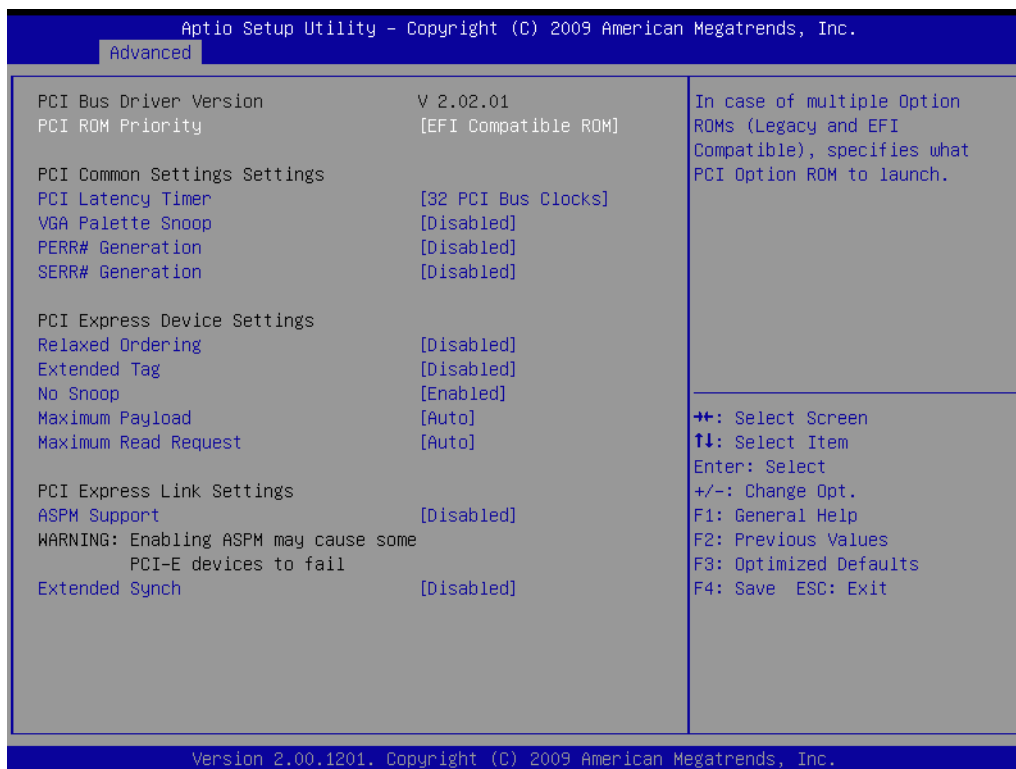 Aptio Setup Utility – Copyright (C) 2009 American Megatrends, Inc.
Advanced
PCI Bus Driver Version V 2.02.01
PCI ROM Priority [EFI Compatible ROM]
PCI Common Settings Settings
PCI Latency Timer [32 PCI Bus Clocks]
VGA Palette Snoop [Disabled]
PERR# Generation [Disabled]
SERR# Generation [Disabled]
PCI Express Device Settings
Relaxed Ordering [Disabled]
Extended Tag [Disabled]
No Snoop [Enabled]
Maximum Payload [Auto]
Maximum Read Request [Auto]
PCI Express Link Settings
ASPM Support [Disabled]
WARNING: Enabling ASPM may cause some
PCI-E devices to fail
Extended Synch [Disabled]
In case of multiple Option
ROMs (Legacy and EFI
Compatible), specifies what
PCI Option ROM to launch.
→←: Select Screen
↑↓: Select Item
Enter: Select
+/-: Change Opt.
F1: General Help
F2: Previous Values
F3: Optimized Defaults
F4: Save ESC: Exit
Version 2.00.1201. Copyright (C) 2009 American Megatrends, Inc.